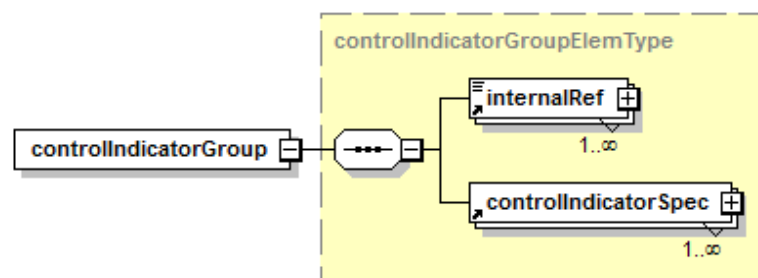 controlIndicatorGroupElemType
internalRef
1..∞
controlIndicatorGroup
controlIndicatorSpec
1..∞